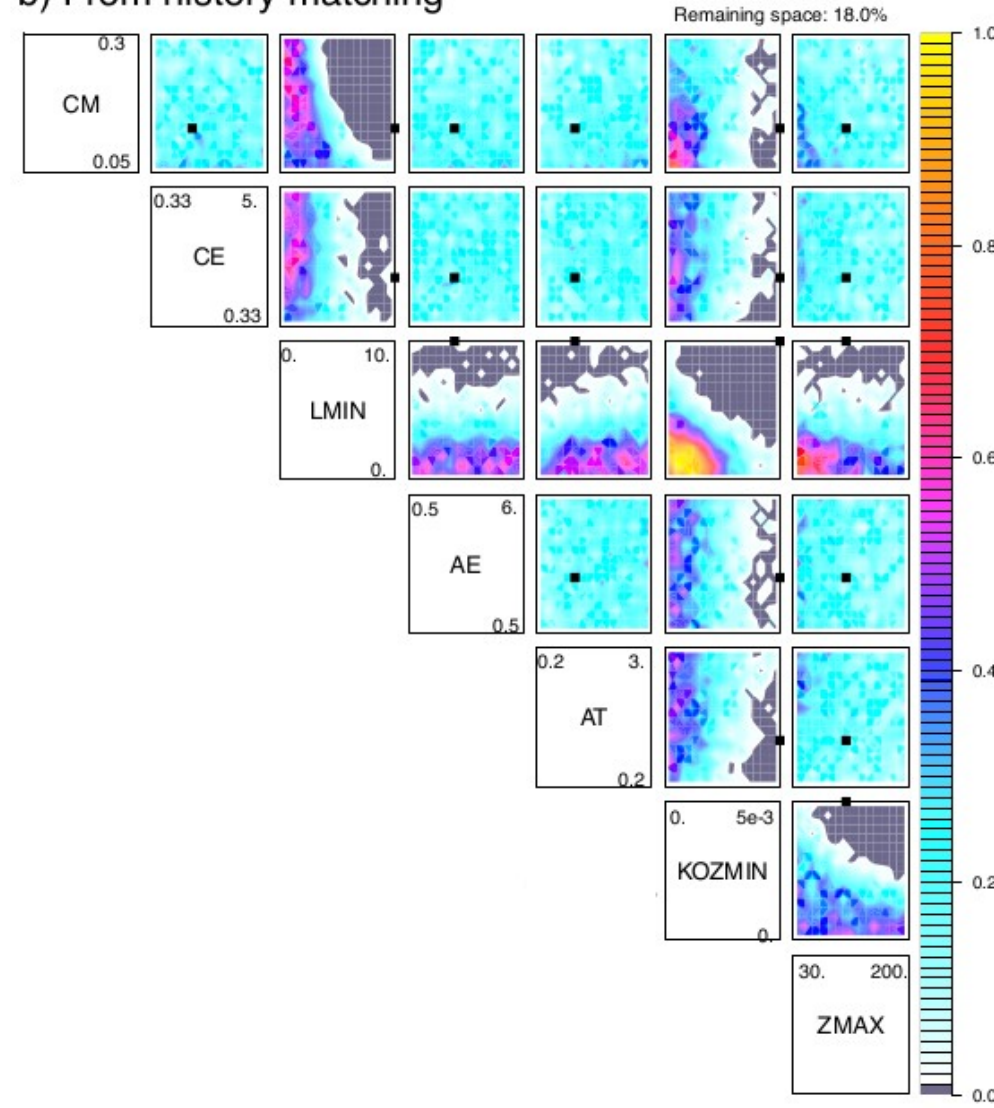 b) From history matching
Remaining space: 18.0%
0.3
CM
0.05
0.33 5.
CE
0.33
0. 10.
LMIN
0.
0.5 6.
AE
0.5
0.2 3.
AT
0.2
0. 5e-3
KOZMIN
0.
30. 200.
ZMAX
1.0
0.8
0.6
0.4
0.2
0.0